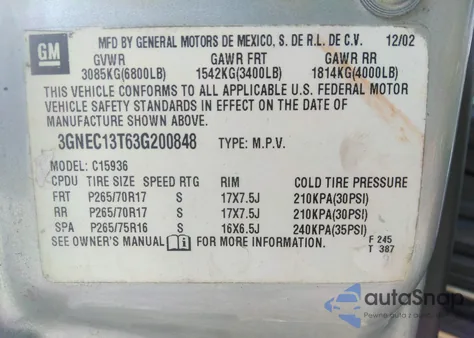 GM
MFD BY GENERAL MOTORS DE MEXICO, S. DE R.L. DE C.V. 12/02
GVWR GAWR FRT GAWR RR
3085KG(6800LB) 1542KG(3400LB) 1814KG(4000LB)
THIS VEHICLE CONFORMS TO ALL APPLICABLE U.S. FEDERAL MOTOR
VEHICLE SAFETY STANDARDS IN EFFECT ON THE DATE OF
MANUFACTURE SHOWN ABOVE.
3GNEC13T63G200848 TYPE: M.P.V.
MODEL: C15936
CPDU TIRE SIZE SPEED RTG RIM COLD TIRE PRESSURE
FRT P265/70R17 S 17X7.5J 210KPA(30PSI)
RR P265/70R17 S 17X7.5J 210KPA(30PSI)
SPA P265/75R16 S 16X6.5J 240KPA(35PSI)
SEE OWNER'S MANUAL FOR MORE INFORMATION. F 245
T 387
autoSnap
Pewne auta z aukcji